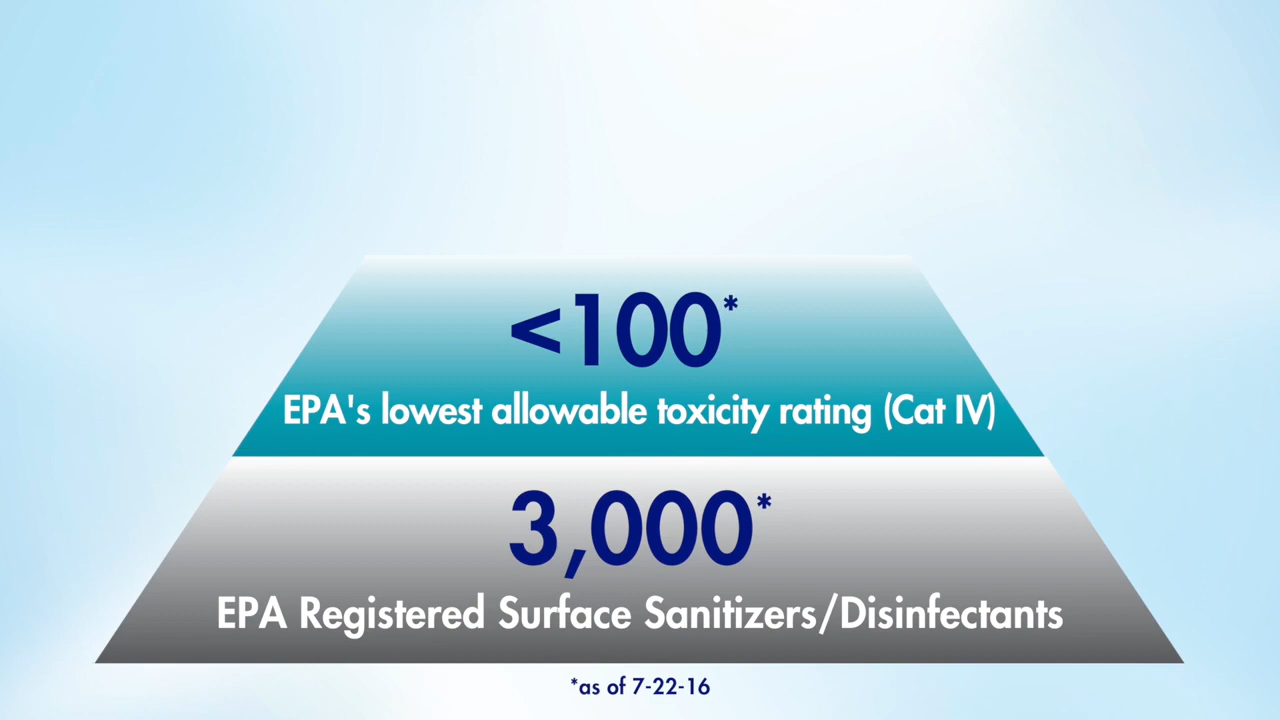 <100*
EPA's lowest allowable toxicity rating (Cat IV)
3,000*
EPA Registered Surface Sanitizers/Disinfectants
*as of 7-22-16